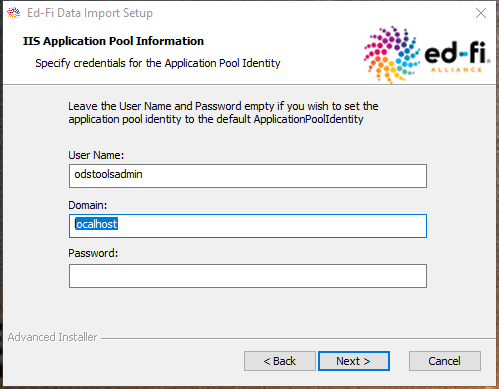 Ed-Fi Data Import Setup
IIS Application Pool Information
Specify credentials for the Application Pool Identity
ed-fi
ALLIANCE
Leave the User Name and Password empty if you wish to set the
application pool identity to the default ApplicationPoolIdentity
User Name:
odstoolsadmin
Domain:
localhost
Password:
Advanced Installer
< Back
Next >
Cancel